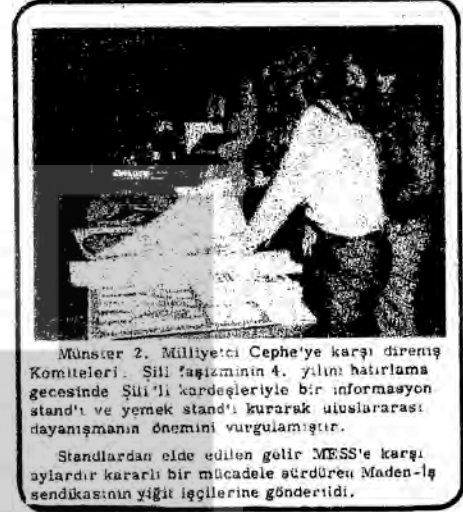 Münster 2. Milliyetci Cephe'ye karşı direniş
Komiteleri. Şili faşizminin 4. yılını hatırlama
gecesinde Şili'li kardeşleriyle bir informasyon
stand'ı ve yemek stand'ı kurarak uluslararası
dayanışmanın önemini vurgulamıştır.
Standlardan elde edilen gelir MESS'e karşı
aylardır kararlı bir mücadele sürdüren Maden-İş
sendikasının yiğit işçilerine gönderildi.